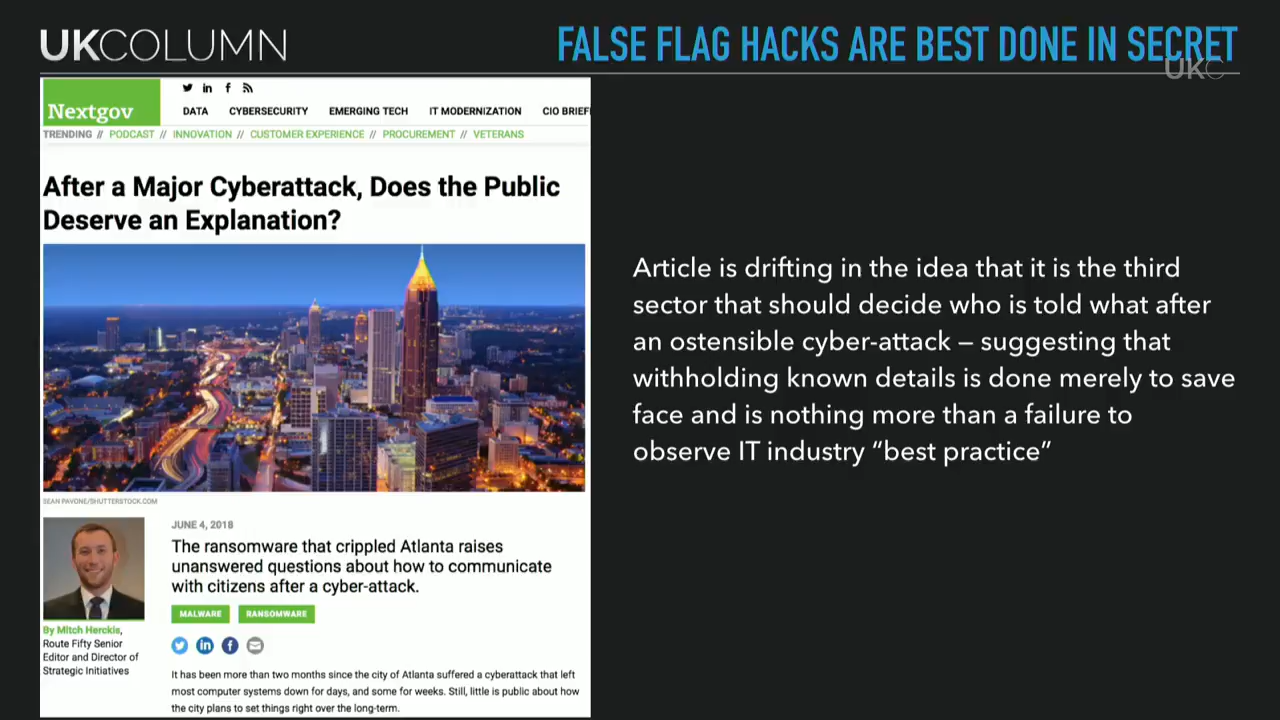 UKCOLUMN
FALSE FLAG HACKS ARE BEST DONE IN SECRET
UKC
Nextgov
DATA CYBERSECURITY EMERGING TECH IT MODERNIZATION CIO BRIEFI
TRENDING // PODCAST // INNOVATION // CUSTOMER EXPERIENCE // PROCUREMENT // VETERANS
After a Major Cyberattack, Does the Public
Deserve an Explanation?
SEAN PAVONE/SHUTTERSTOCK.COM
By Mitch Herckis,
Route Fifty Senior
Editor and Director of
Strategic Initiatives
JUNE 4, 2018
The ransomware that crippled Atlanta raises
unanswered questions about how to communicate
with citizens after a cyber-attack.
MALWARE RANSOMWARE
It has been more than two months since the city of Atlanta suffered a cyberattack that left
most computer systems down for days, and some for weeks. Still, little is public about how
the city plans to set things right over the long-term.
Article is drifting in the idea that it is the third
sector that should decide who is told what after
an ostensible cyber-attack — suggesting that
withholding known details is done merely to save
face and is nothing more than a failure to
observe IT industry “best practice”